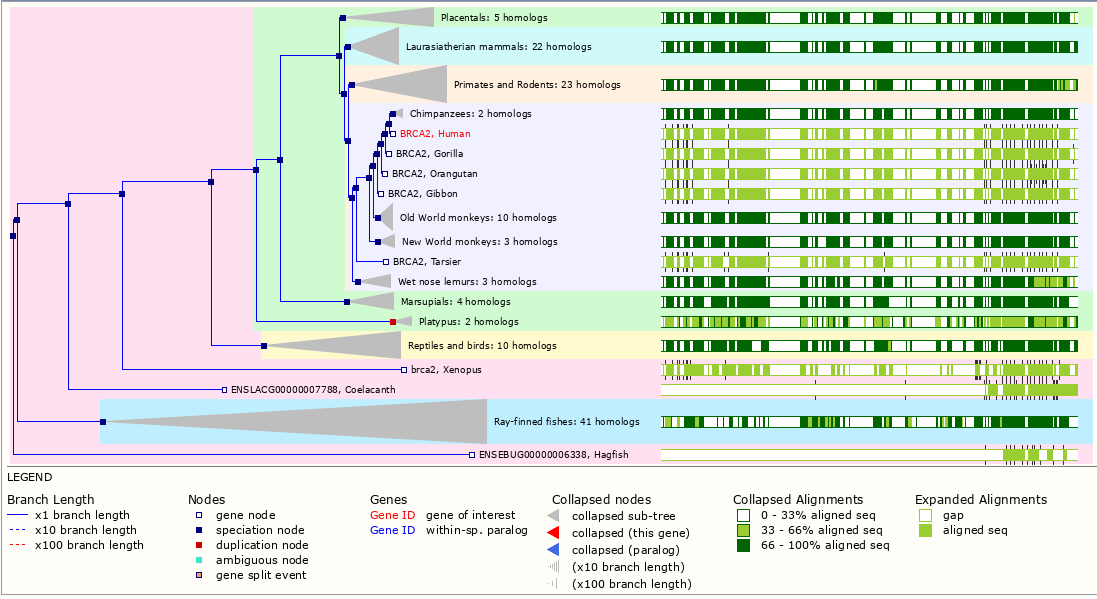 Placentals: 5 homologs
Laurasiatherian mammals: 22 homologs
Primates and Rodents: 23 homologs
Chimpanzees: 2 homologs
BRCA2, Human
BRCA2, Gorilla
BRCA2, Orangutan
BRCA2, Gibbon
Old World monkeys: 10 homologs
New World monkeys: 3 homologs
BRCA2, Tarsier
Wet nose lemurs: 3 homologs
Marsupials: 4 homologs
Platypus: 2 homologs
Reptiles and birds: 10 homologs
brca2, Xenopus
ENSLACG00000007788, Coelacanth
Ray-finned fishes: 41 homologs
ENSEBUG00000006338, Hagfish
LEGEND
Branch Length
x1 branch length
x10 branch length
x100 branch length
Nodes
gene node
speciation node
duplication node
ambiguous node
gene split event
Genes
Gene ID gene of interest
Gene ID within-sp. paralog
Collapsed nodes
collapsed sub-tree
collapsed (this gene)
collapsed (paralog)
(x10 branch length)
(x100 branch length)
Collapsed Alignments
0 - 33% aligned seq
33 - 66% aligned seq
66 - 100% aligned seq
Expanded Alignments
gap
aligned seq